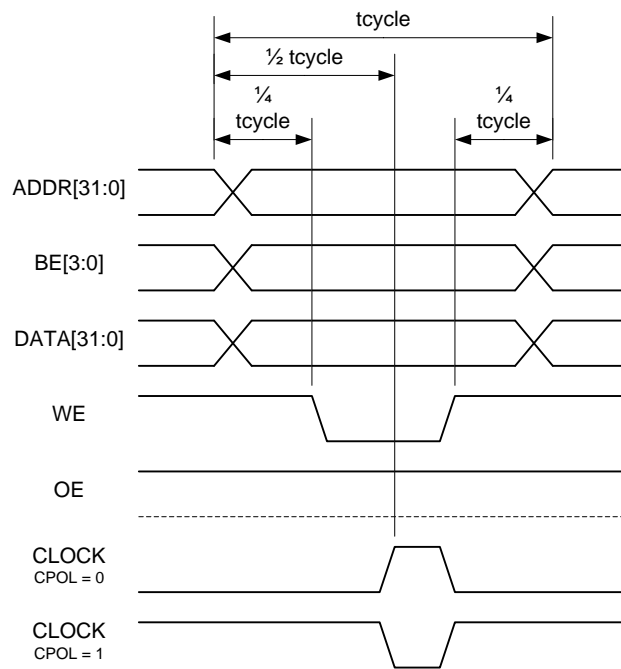 tcycle
½ tcycle
¼
tcycle
¼
tcycle
ADDR[31:0]
BE[3:0]
DATA[31:0]
WE
OE
CLOCK
CPOL = 0
CLOCK
CPOL = 1